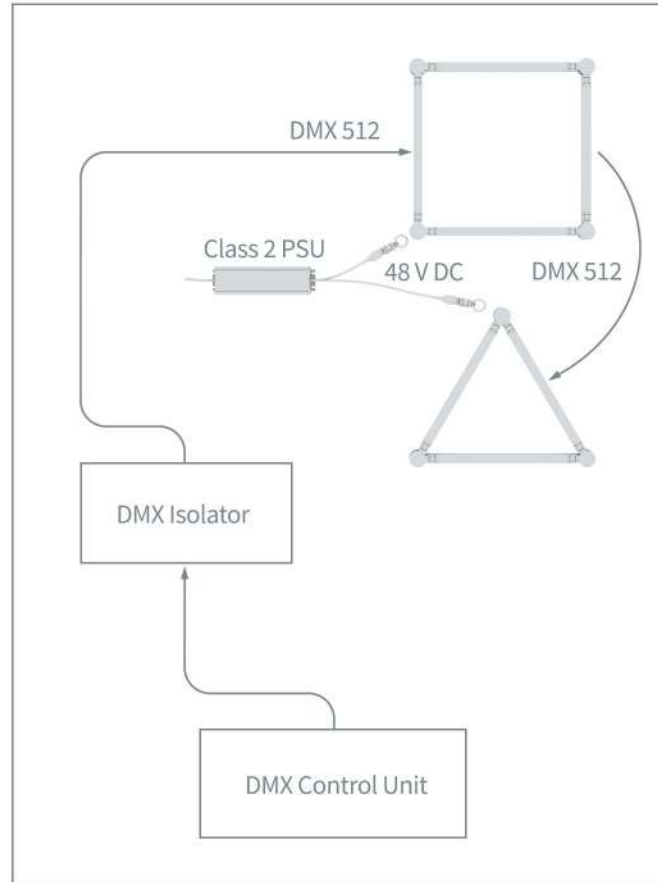 DMX 512
Class 2 PSU
48 V DC
DMX 512
DMX Isolator
DMX Control Unit